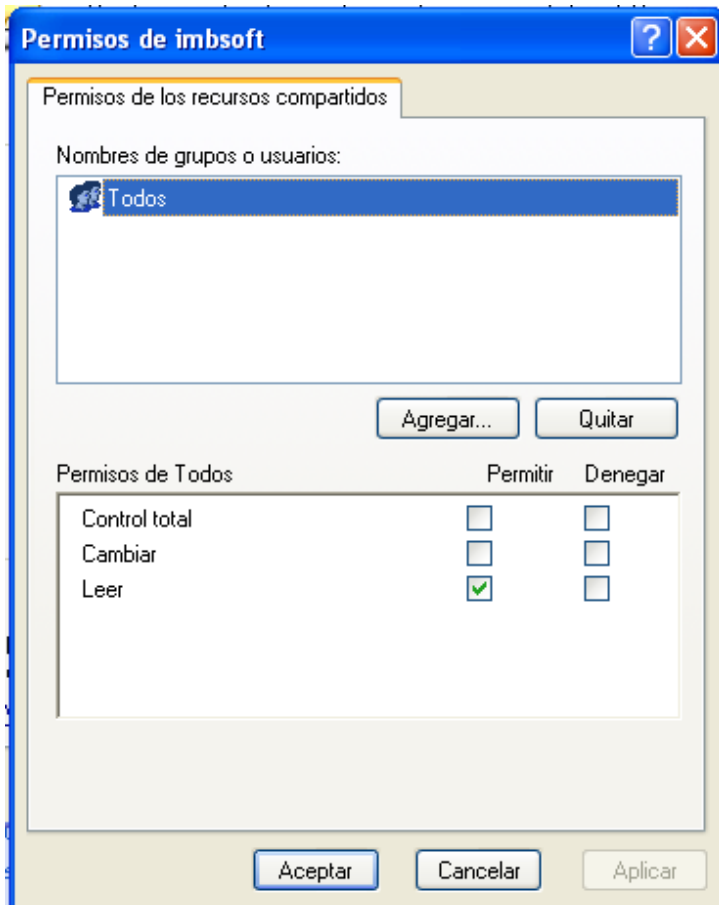 Permisos de imbsoft
Permisos de los recursos compartidos
Nombres de grupos o usuarios:
Todos
Agregar... Quitar
Permisos de Todos Permitir Denegar
Control total
Cambiar
Leer
Aceptar Cancelar Aplicar